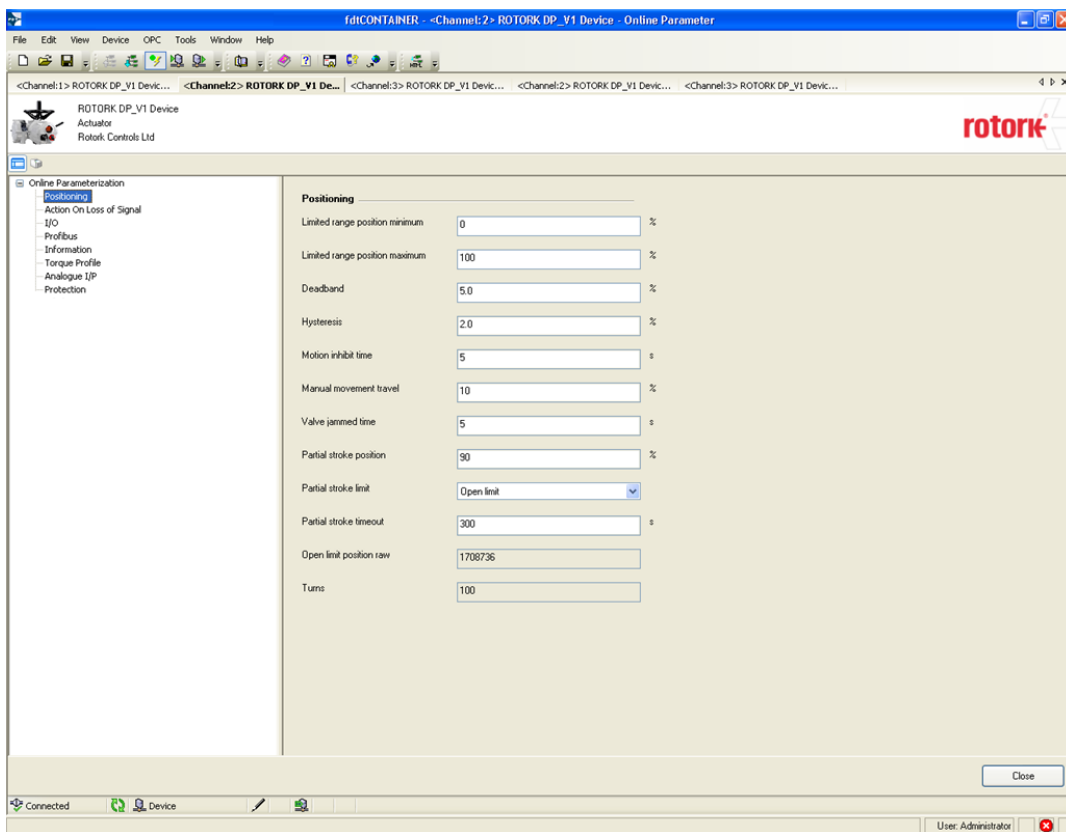 fdtCONTAINER - <Channel:2> ROTORK DP_V1 Device - Online Parameter
File Edit View Device OPC Tools Window Help
<Channel:1> ROTORK DP_V1 Devic... <Channel:2> ROTORK DP_V1 De... <Channel:3> ROTORK DP_V1 Devic... <Channel:2> ROTORK DP_V1 Devic... <Channel:3> ROTORK DP_V1 Devic...
ROTORK DP_V1 Device
Actuator
Rotork Controls Ltd
rotork
Online Parameterization
Positioning
Action On Loss of Signal
I/O
Profibus
Information
Torque Profile
Analogue I/P
Protection
Positioning
Limited range position minimum 0 %
Limited range position maximum 100 %
Deadband 5.0 %
Hysteresis 2.0 %
Motion inhibit time 5 s
Manual movement travel 10 %
Valve jammed time 5 s
Partial stroke position 90 %
Partial stroke limit Open limit
Partial stroke timeout 300 s
Open limit position raw 1708736
Turns 100
Close
Connected Device
User: Administrator